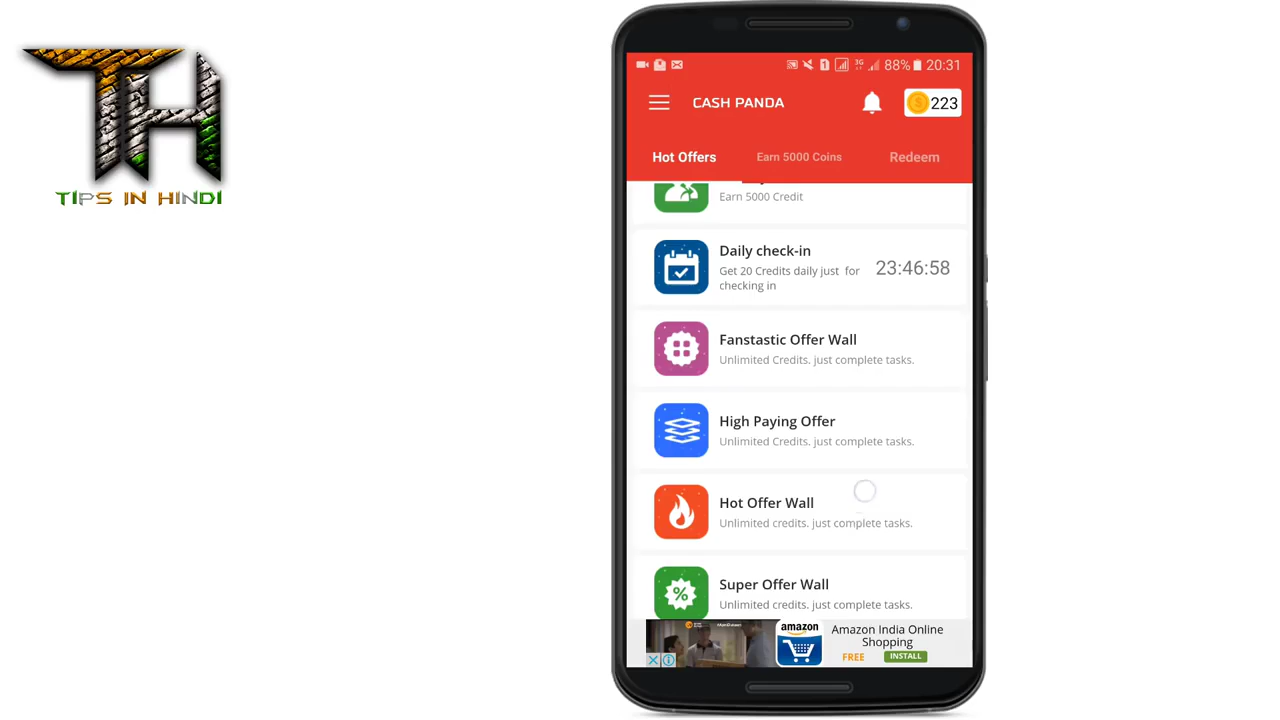 TH
TIPS IN HINDI
3G 88% 20:31
CASH PANDA
223
Hot Offers
Earn 5000 Coins
Redeem
Earn 5000 Credit
Daily check-in
Get 20 Credits daily just for
checking in
23:46:58
Fanstastic Offer Wall
Unlimited Credits. just complete tasks.
High Paying Offer
Unlimited Credits. just complete tasks.
Hot Offer Wall
Unlimited credits. just complete tasks.
Super Offer Wall
Unlimited credits. just complete tasks.
amazon
Amazon India Online
Shopping
FREE
INSTALL